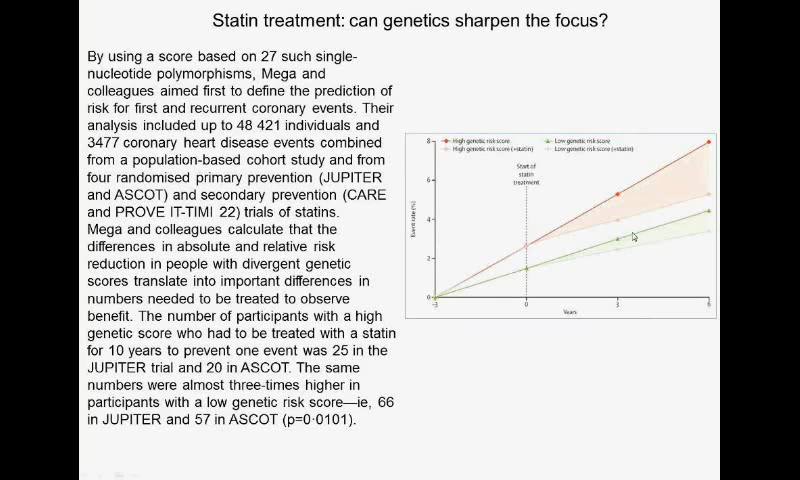 Statin treatment: can genetics sharpen the focus?
By using a score based on 27 such single-
nucleotide polymorphisms, Mega and
colleagues aimed first to define the prediction of
risk for first and recurrent coronary events. Their
analysis included up to 48 421 individuals and
3477 coronary heart disease events combined
from a population-based cohort study and from
four randomised primary prevention (JUPITER
and ASCOT) and secondary prevention (CARE
and PROVE IT-TIMI 22) trials of statins.
Mega and colleagues calculate that the
differences in absolute and relative risk
reduction in people with divergent genetic
scores translate into important differences in
numbers needed to be treated to observe
benefit. The number of participants with a high
genetic score who had to be treated with a statin
for 10 years to prevent one event was 25 in the
JUPITER trial and 20 in ASCOT. The same
numbers were almost three-times higher in
participants with a low genetic risk score—ie, 66
in JUPITER and 57 in ASCOT (p=0·0101).
High genetic risk score
Low genetic risk score
High genetic risk score (+statin)
Low genetic risk score (+statin)
Start of
statin
treatment
Event rate (%)
8
6
4
2
0
-3
0
3
6
Years